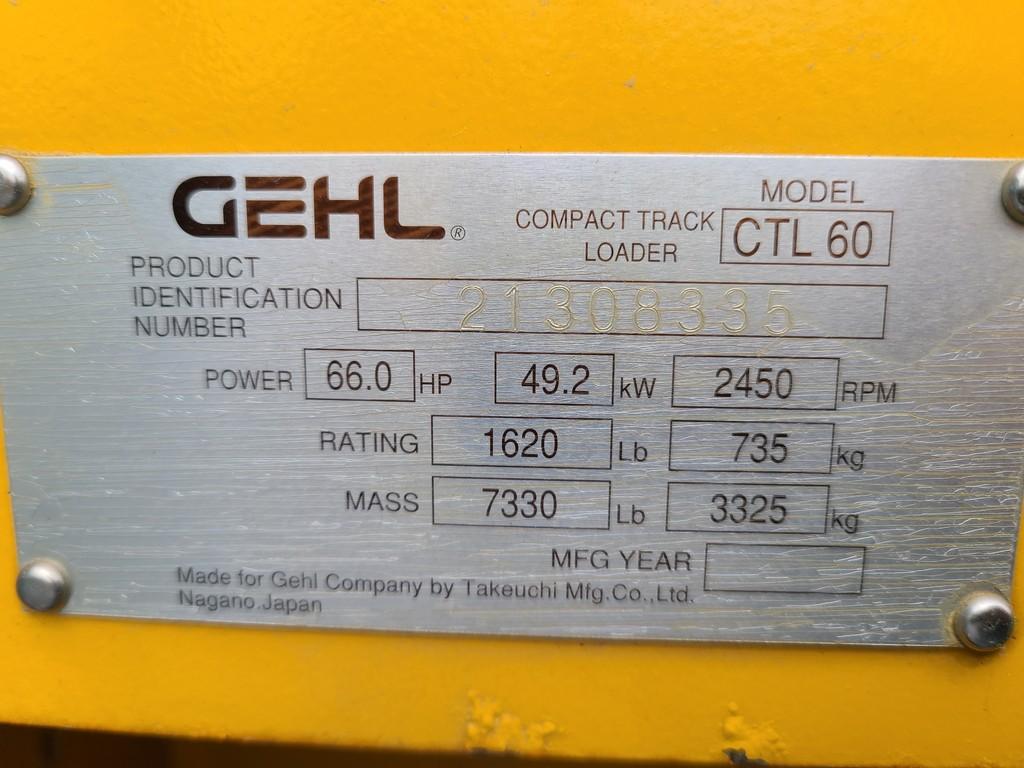 GEHL®
MODEL
COMPACT TRACK LOADER CTL 60
PRODUCT IDENTIFICATION NUMBER 21308335
POWER 66.0 HP 49.2 kW 2450 RPM
RATING 1620 Lb 735 kg
MASS 7330 Lb 3325 kg
MFG YEAR
Made for Gehl Company by Takeuchi Mfg.Co.,Ltd.
Nagano.Japan